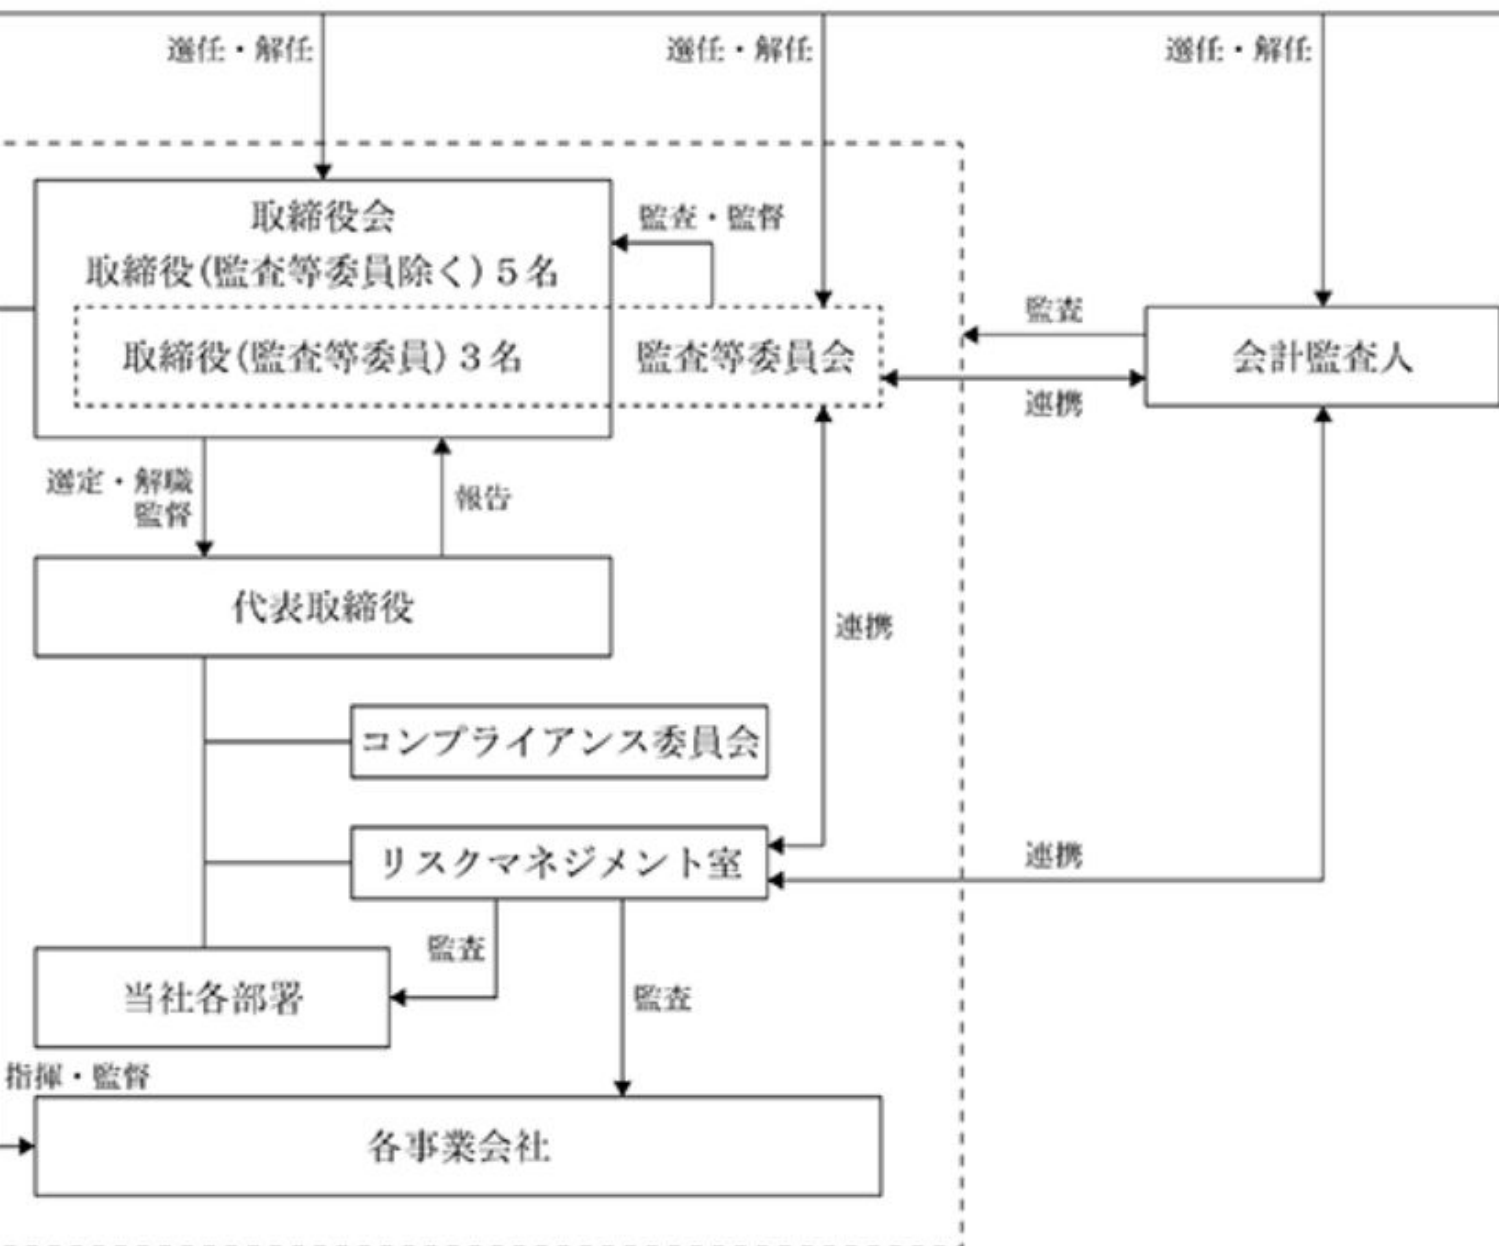 選任・解任
選任・解任
選任・解任
取締役会
監査・監督
取締役(監査等委員除く)5名
監査
取締役(監査等委員)3名
監査等委員会
会計監査人
連携
選定・解職
監督
報告
代表取締役
連携
コンプライアンス委員会
リスクマネジメント室
連携
監査
当社各部署
監査
指揮・監督
各事業会社